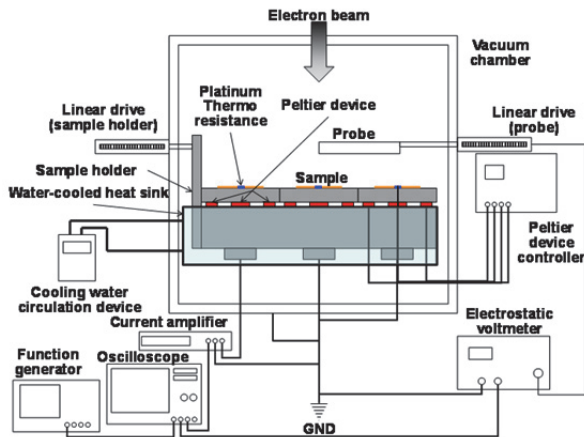 Electron beam
Vacuum
chamber
Platinum
Thermo
resistance
Peltier device
Linear drive
(sample holder)
Linear drive
(probe)
Probe
Sample holder
Sample
Water-cooled heat sink
Peltier
device
controller
Cooling water
circulation device
Current amplifier
Electrostatic
voltmeter
Function
generator
Oscilloscope
GND